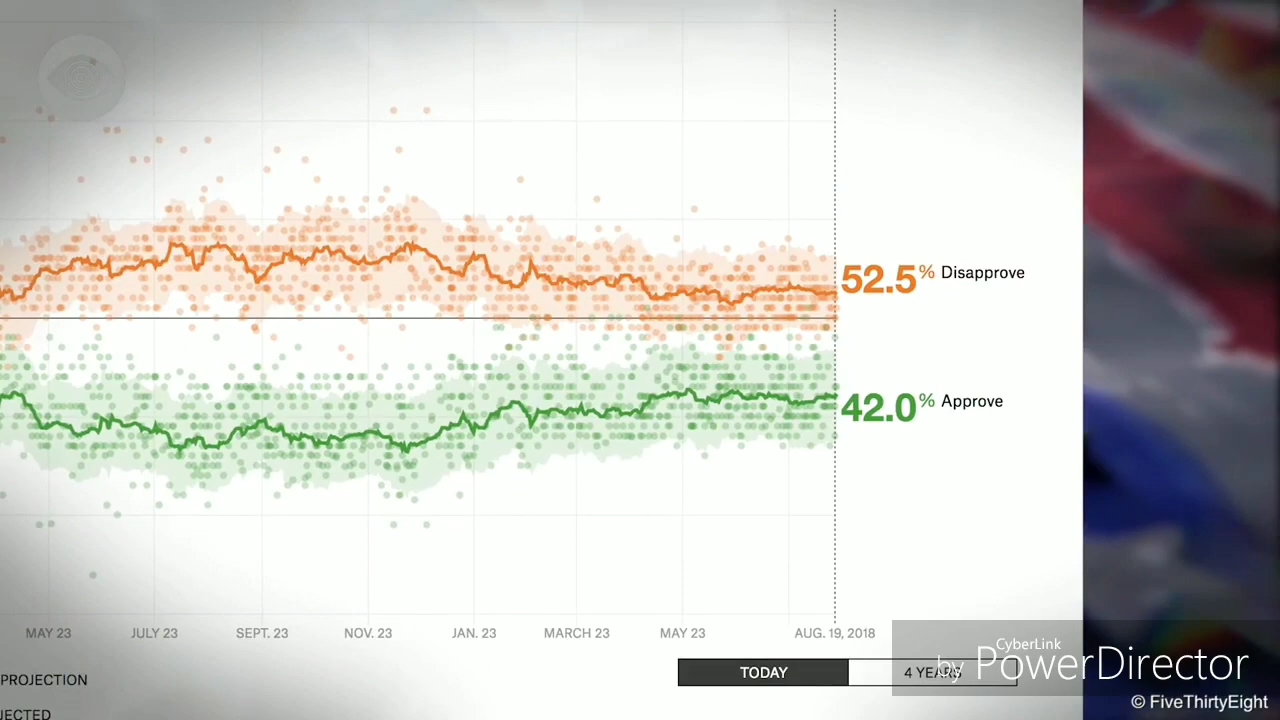 52.5% Disapprove
42.0% Approve
MAY 23 JULY 23 SEPT. 23 NOV. 23 JAN. 23 MARCH 23 MAY 23 AUG. 19, 2018
PROJECTION
TODAY 4 YEARS
JECTED
CyberLink
by PowerDirector
© FiveThirtyEight